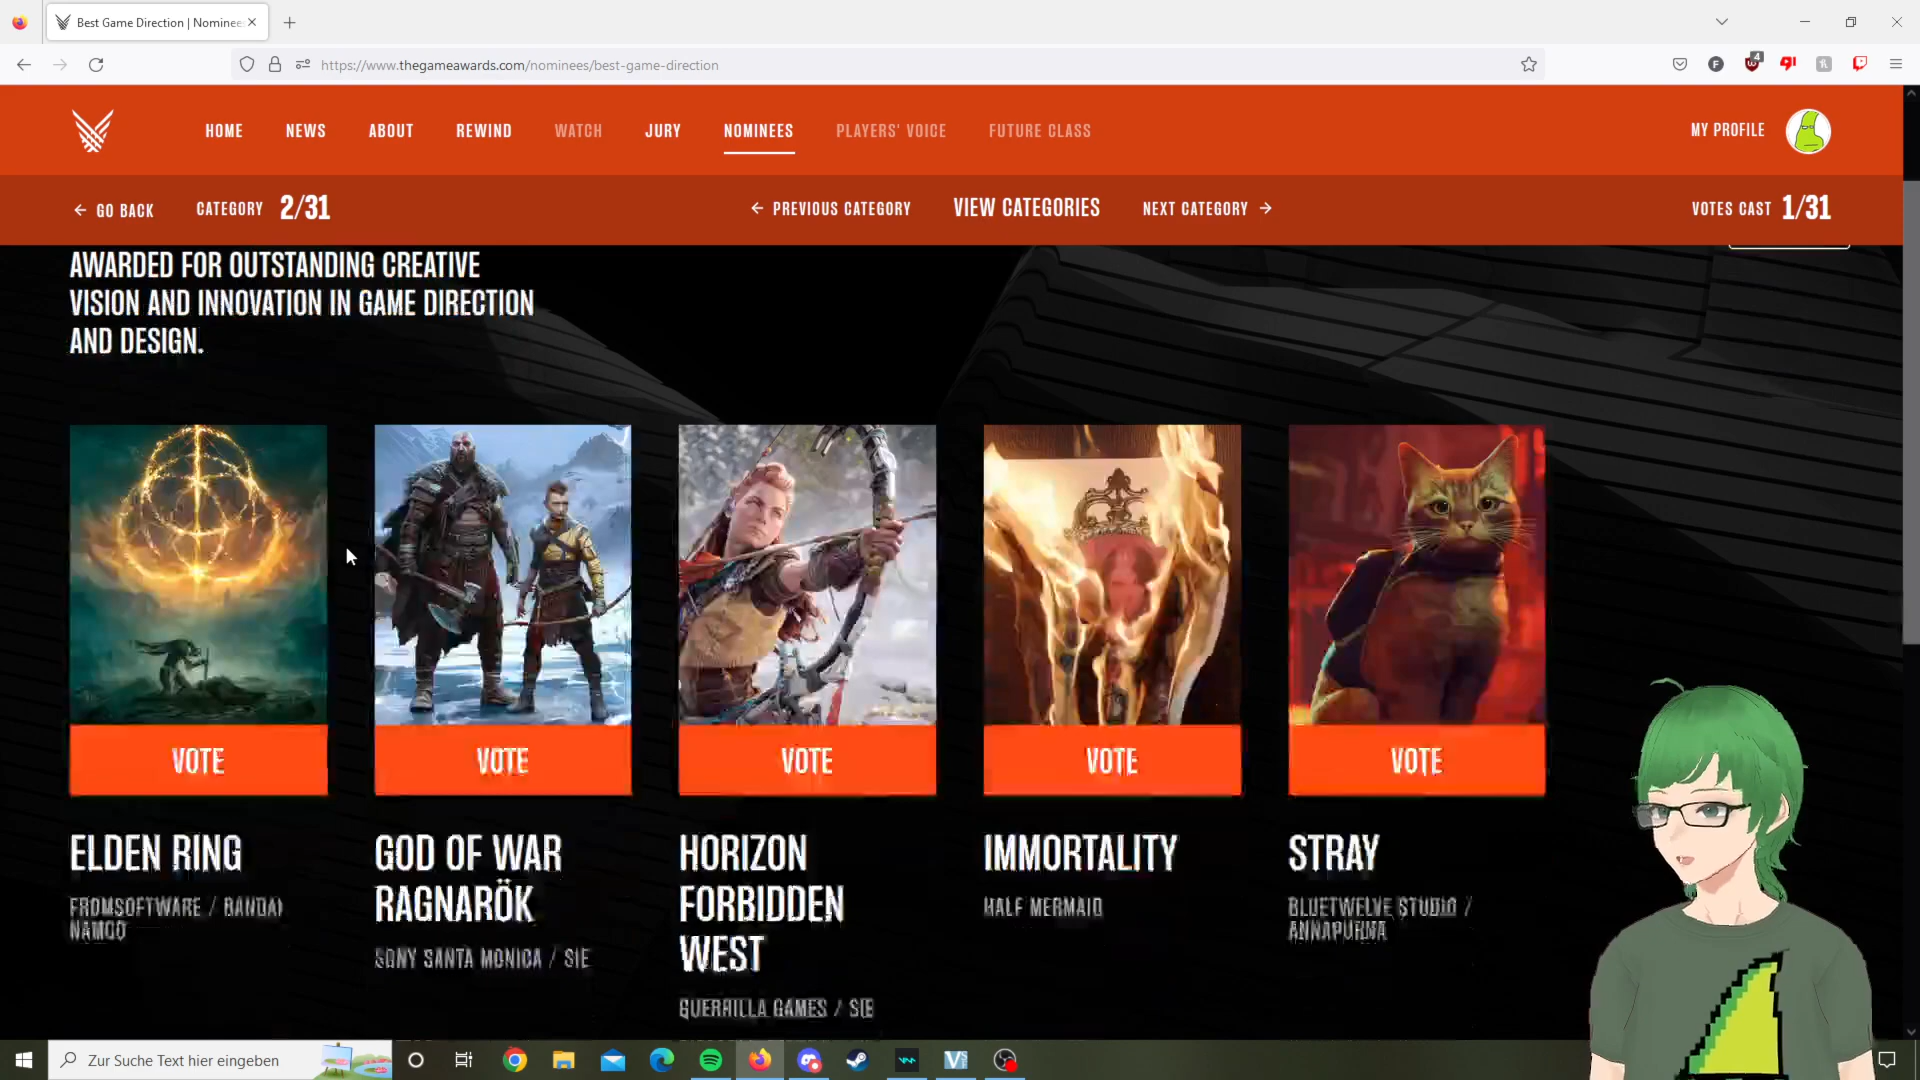 Best Game Direction | Nominee
https://www.thegameawards.com/nominees/best-game-direction
4
HOME NEWS ABOUT REWIND WATCH JURY NOMINEES PLAYERS' VOICE FUTURE CLASS MY PROFILE
← GO BACK CATEGORY 2/31 ← PREVIOUS CATEGORY VIEW CATEGORIES NEXT CATEGORY → VOTES CAST 1/31
AWARDED FOR OUTSTANDING CREATIVE
VISION AND INNOVATION IN GAME DIRECTION
AND DESIGN.
VOTE VOTE VOTE VOTE VOTE
ELDEN RING
FROMSOFTWARE / BANDAI
NAMCO
GOD OF WAR
RAGNARÖK
SONY SANTA MONICA / SIE
HORIZON
FORBIDDEN
WEST
GUERRILLA GAMES / SIE
IMMORTALITY
HALF MERMAID
STRAY
BLUETWELVE STUDIO /
ANNAPURNA
Zur Suche Text hier eingeben